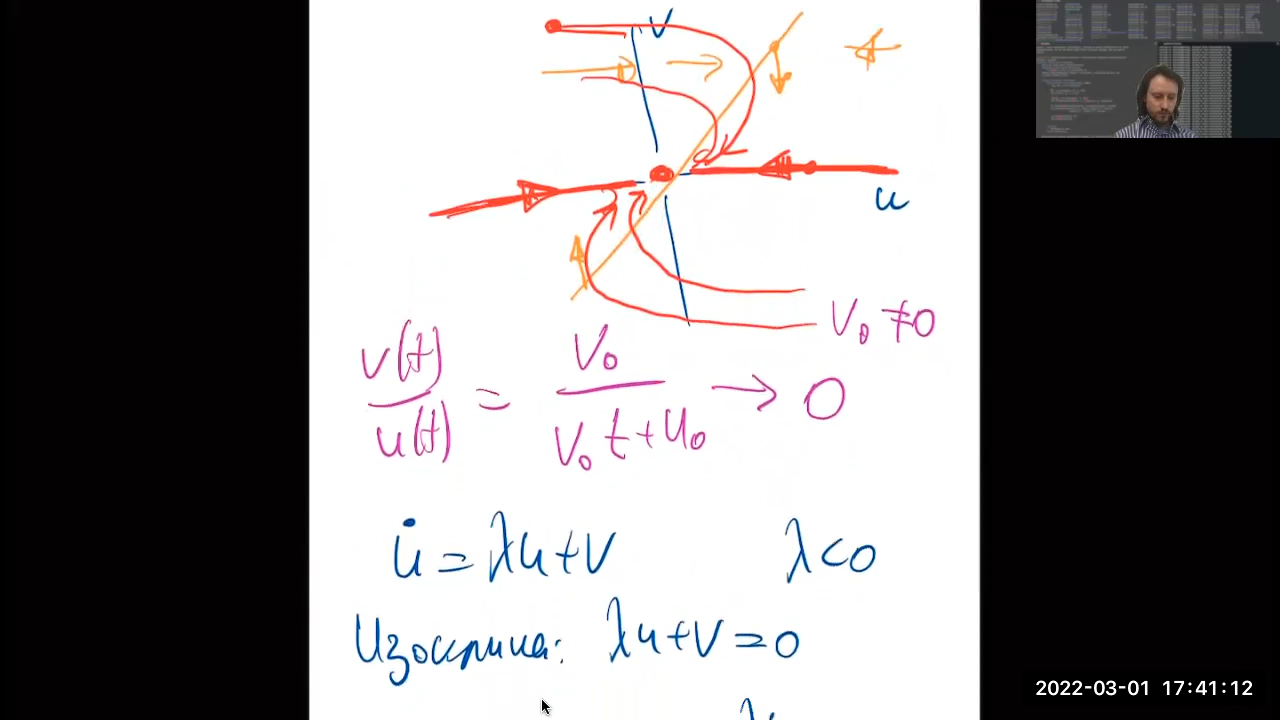 v
u
V₀ ≠ 0
v(t)/u(t) = V₀/(V₀t + u₀) → 0
u̇ = λu + v λ < 0
Изоклина: λu + v = 0
2022-03-01 17:41:12